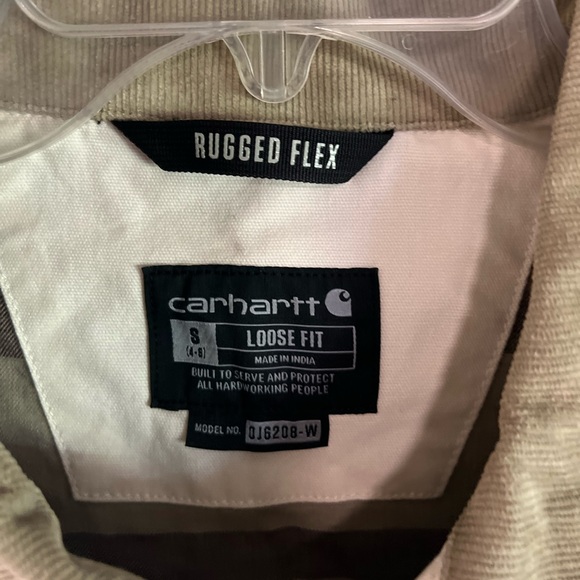 RUGGED FLEX
carhartt
S LOOSE FIT
(4-6) MADE IN INDIA
BUILT TO SERVE AND PROTECT
ALL HARDWORKING PEOPLE
MODEL NO. OJ6208-W